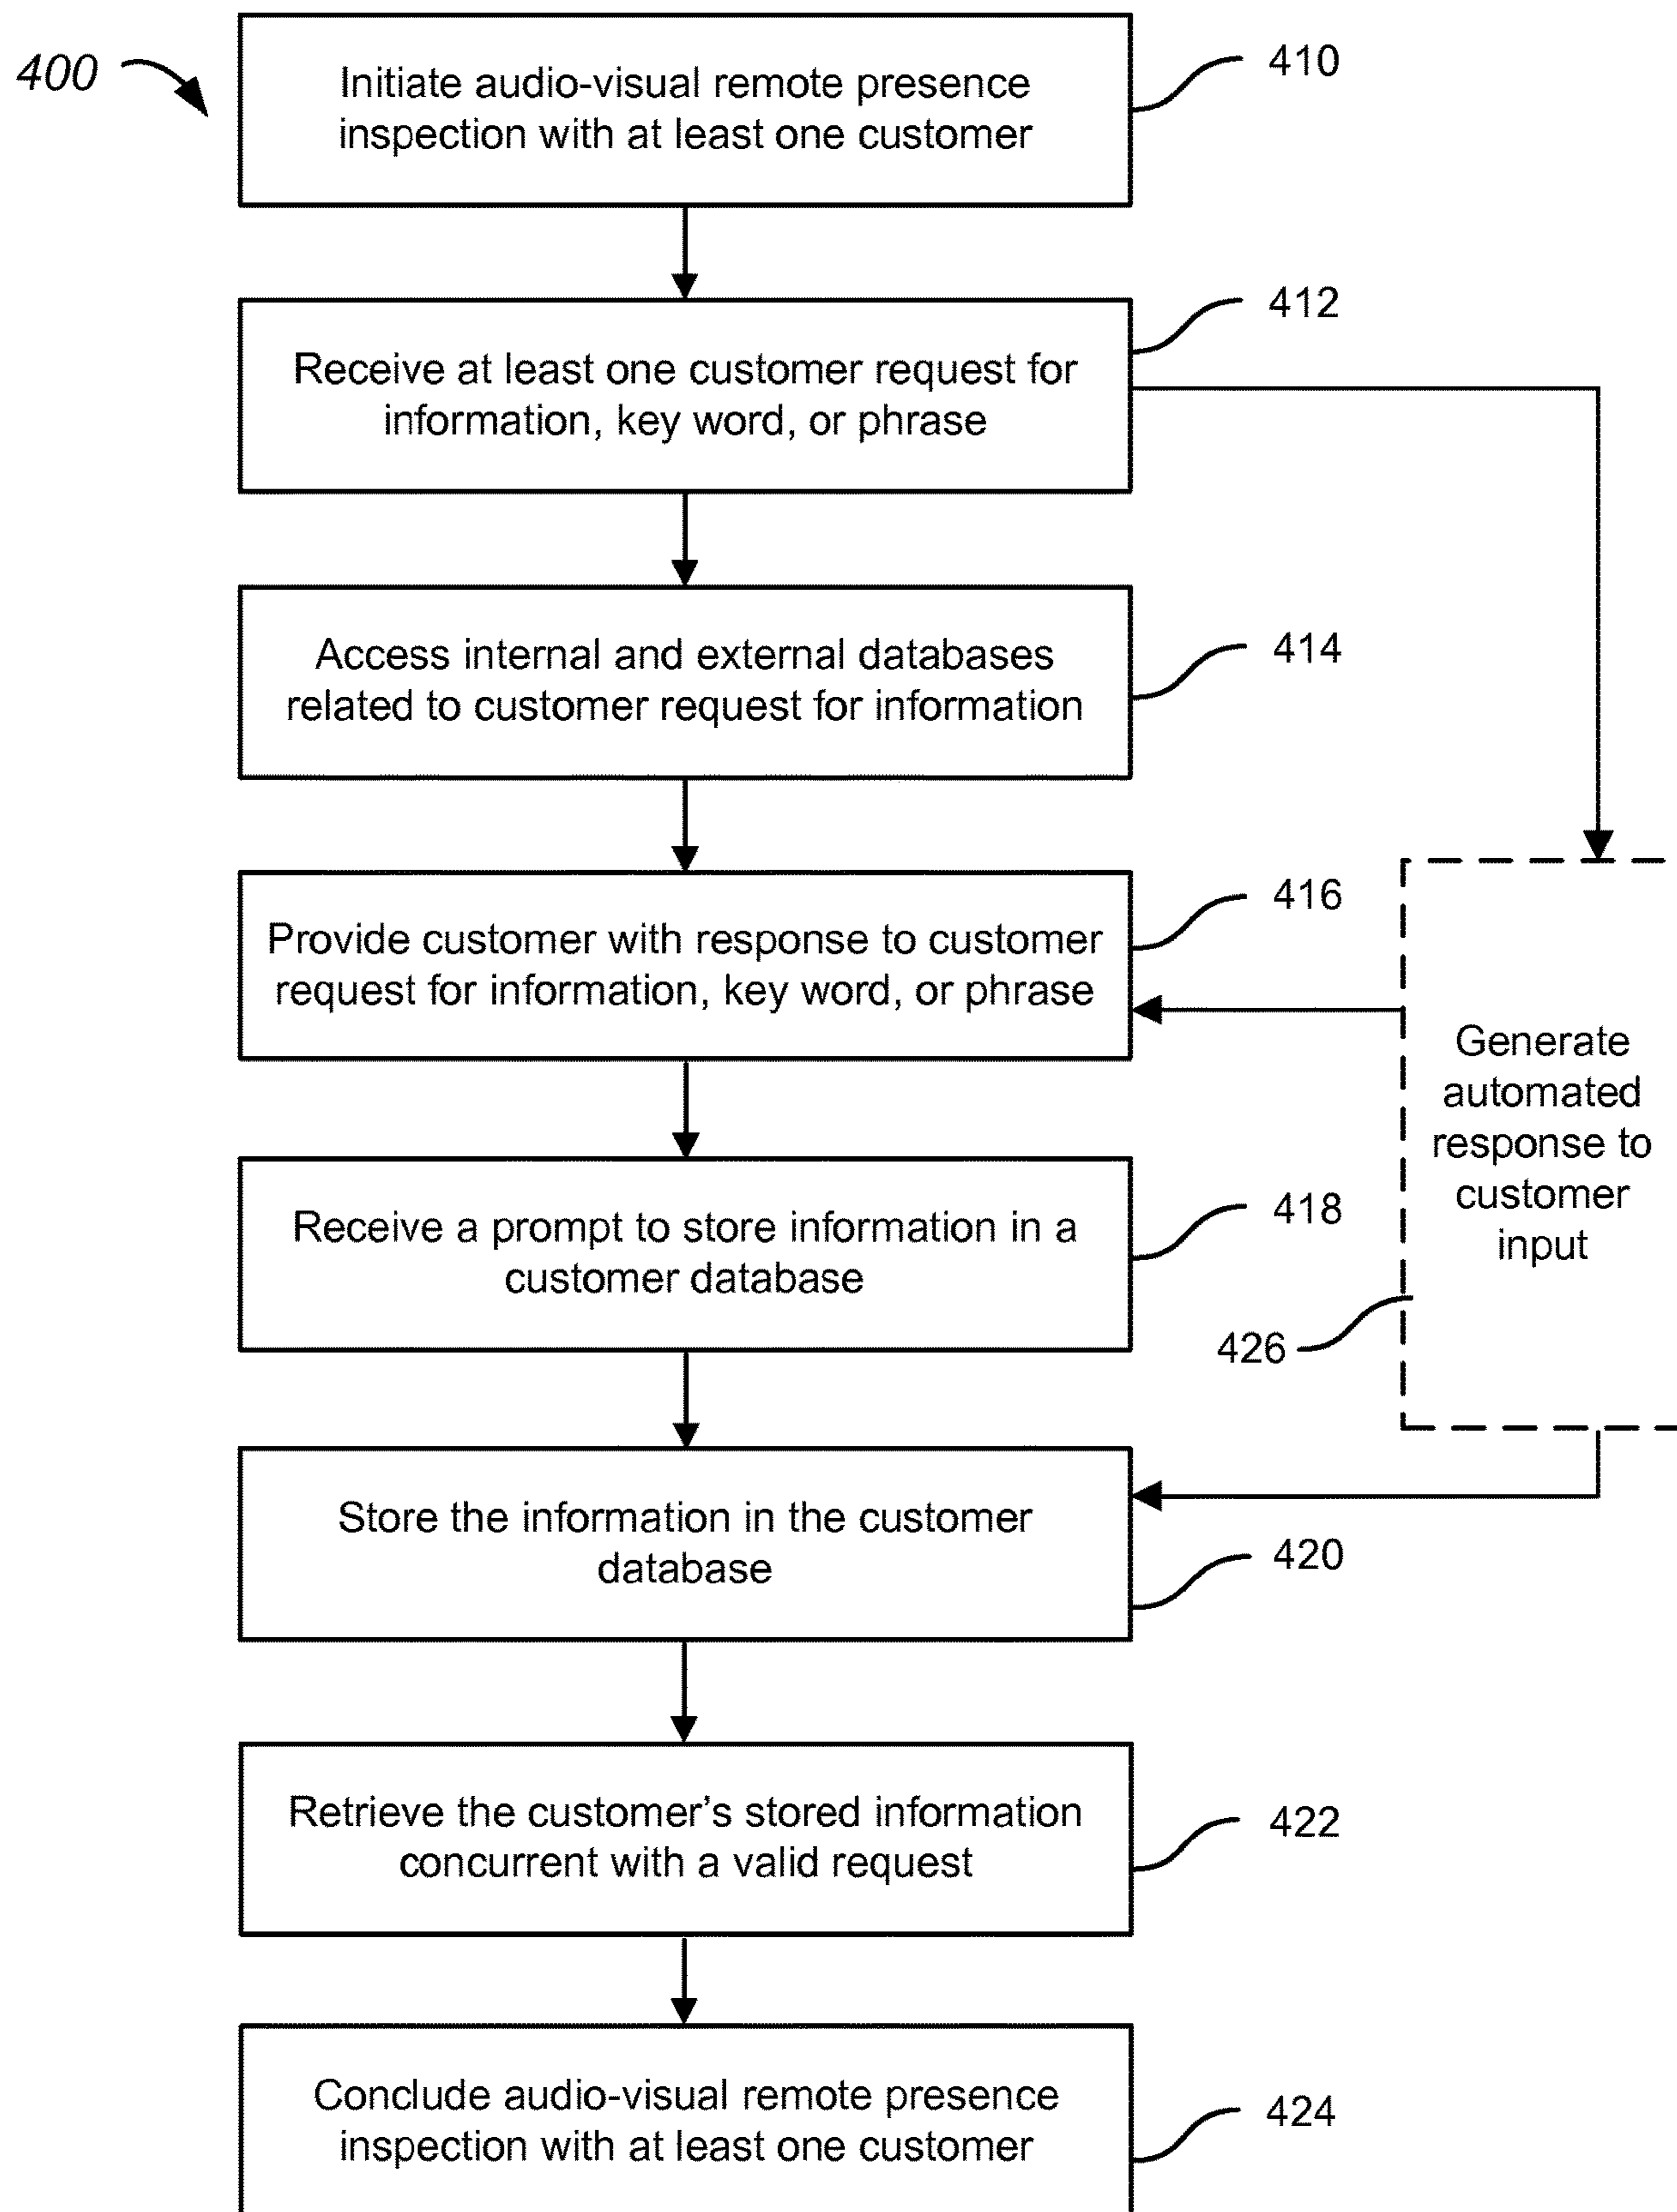 400
Initiate audio-visual remote presence
inspection with at least one customer
410
Receive at least one customer request for
information, key word, or phrase
412
Access internal and external databases
related to customer request for information
414
Provide customer with response to customer
request for information, key word, or phrase
416
Generate
automated
response to
customer
input
426
Receive a prompt to store information in a
customer database
418
Store the information in the customer
database
420
Retrieve the customer’s stored information
concurrent with a valid request
422
Conclude audio-visual remote presence
inspection with at least one customer
424